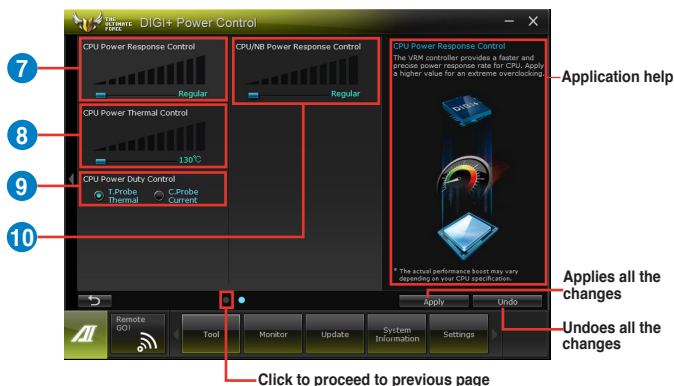 THE ULTIMATE FORCE DIGI+ Power Control
7
CPU Power Response Control
Regular
CPU/NB Power Response Control
Regular
CPU Power Response Control
The VRM controller provides a faster and
precise power response rate for CPU. Apply
a higher value for an extreme overclocking.
Application help
8
CPU Power Thermal Control
130℃
9
CPU Power Duty Control
T.Probe
Thermal
C.Probe
Current
10
DIGI+
* The actual performance boost may vary
depending on your CPU specification.
Apply
Undo
Applies all the
changes
AI
Remote
GO!
Tool
Monitor
Update
System
Information
Settings
Undoes all the
changes
Click to proceed to previous page